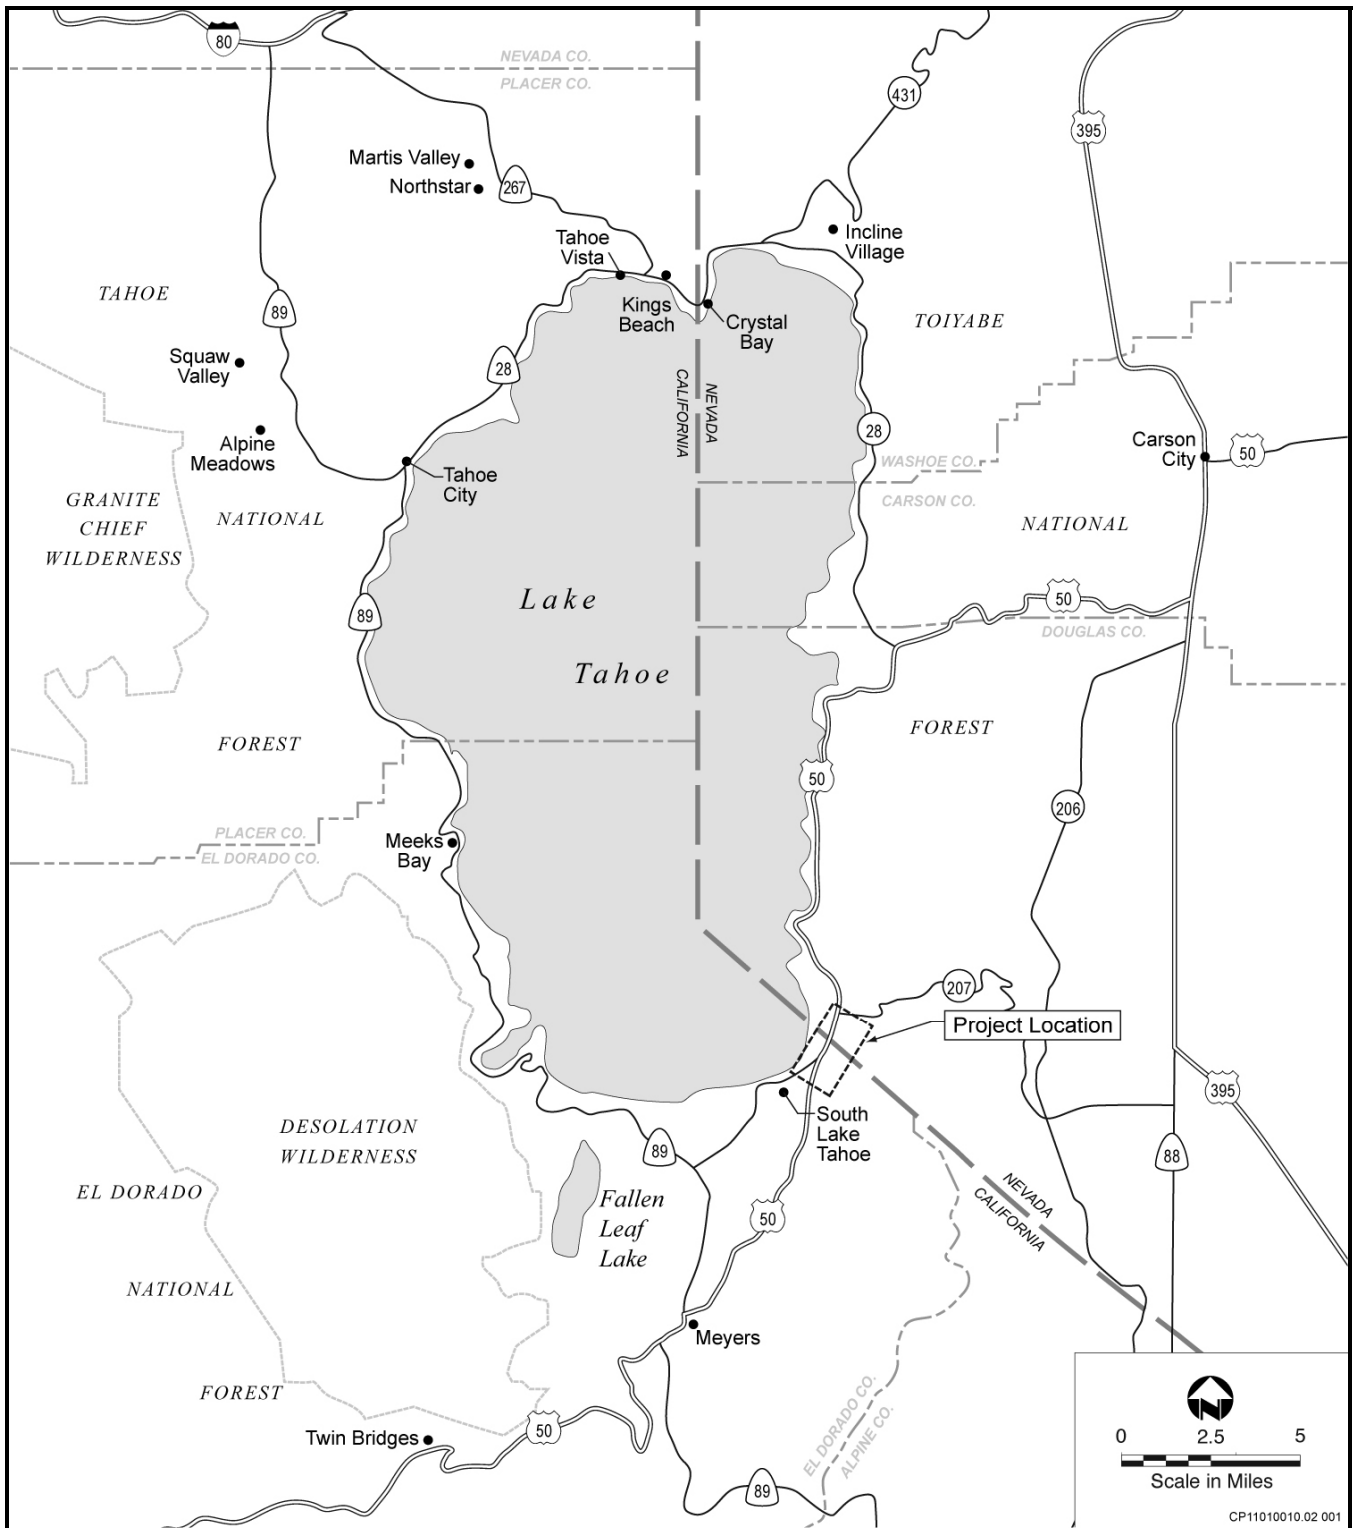 80
NEVADA CO.
PLACER CO.
431
395
Martis Valley
Northstar
267
Incline
Village
Tahoe
Vista
TAHOE
89
Kings
Beach
Crystal
Bay
TOIYABE
Squaw
Valley
28
CALIFORNIA
NEVADA
28
Alpine
Meadows
Carson
City
50
WASHOE CO.
CARSON CO.
Tahoe
City
GRANITE
CHIEF
WILDERNESS
NATIONAL
NATIONAL
Lake
Tahoe
89
50
DOUGLAS CO.
FOREST
FOREST
50
206
PLACER CO.
EL DORADO CO.
Meeks
Bay
207
Project Location
395
South
Lake
Tahoe
DESOLATION
WILDERNESS
89
88
EL DORADO
Fallen
Leaf
Lake
50
NEVADA
CALIFORNIA
NATIONAL
Meyers
FOREST
Twin Bridges
50
EL DORADO CO.
ALPINE CO.
89
N
0 2.5 5
Scale in Miles
CP11010010.02 001